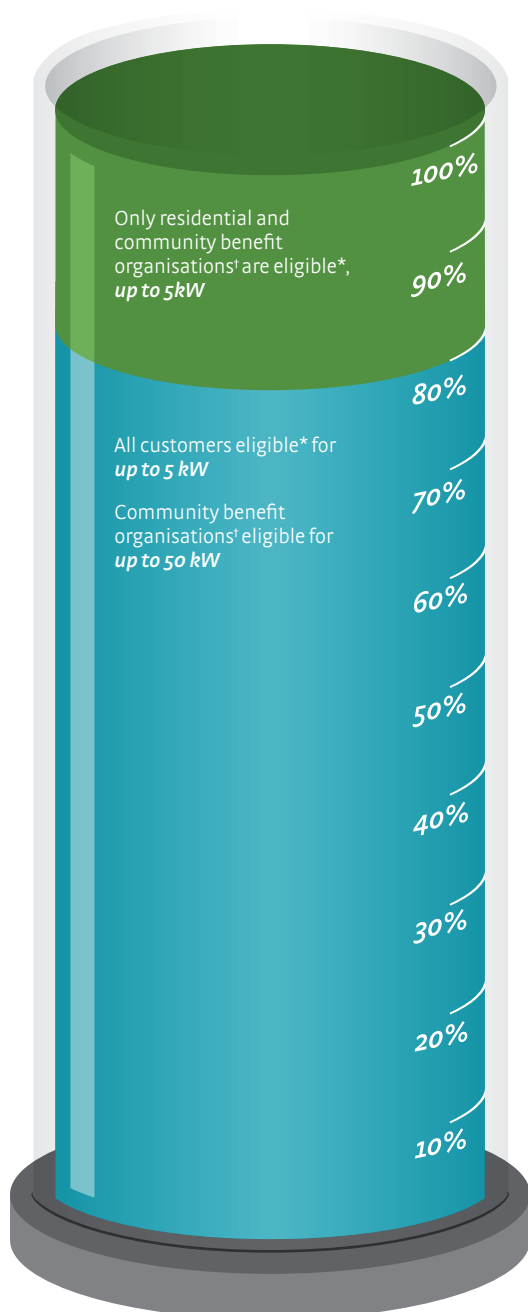 100%
Only residential and
community benefit
organisations† are eligible*,
up to 5kW
90%
80%
All customers eligible* for
up to 5 kW
70%
Community benefit
organisations† eligible for
up to 50 kW
60%
50%
40%
30%
20%
10%